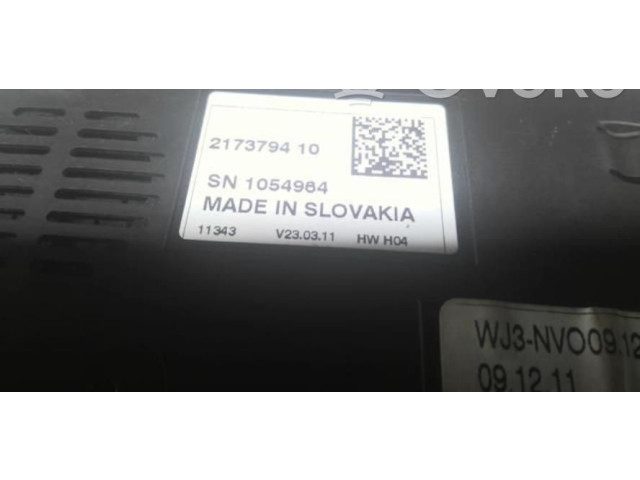 2173794 10
SN 1054984
MADE IN SLOVAKIA
11343 V23.03.11 HW H04
WJ3-NVO09.12
09.12.11